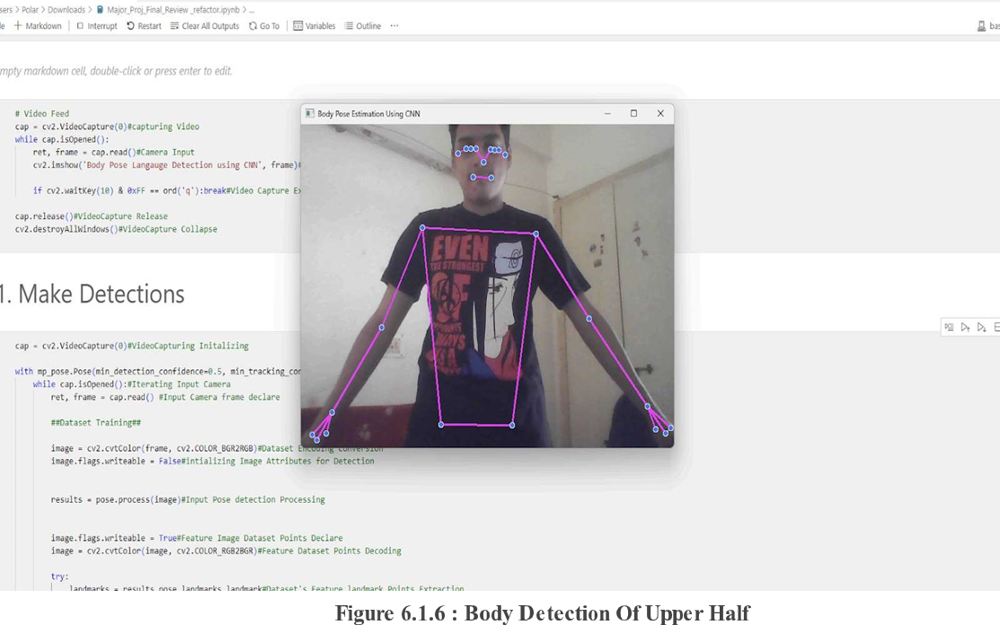 sers > Polar > Downloads > Major_Proj_Final_Review _refactor.ipynb > ...
de + Markdown Interrupt Restart Clear All Outputs Go To Variables Outline ...
bas
mpty markdown cell, double-click or press enter to edit.
# Video Feed
cap = cv2.VideoCapture(0)#capturing Video
while cap.isOpened():
ret, frame = cap.read()#Camera Input
cv2.imshow('Body Pose Langauge Detection using CNN', frame)#
if cv2.waitKey(10) & 0xFF == ord('q'):break#Video Capture Ex
cap.release()#VideoCapture Release
cv2.destroyAllWindows()#VideoCapture Collapse
Body Pose Estimation Using CNN
EVEN
THE STRONGEST
OF
OPPONENTS
ALWAYS
HAS A
1. Make Detections
cap = cv2.VideoCapture(0)#VideoCapturing Initalizing
with mp_pose.Pose(min_detection_confidence=0.5, min_tracking_con
while cap.isOpened():#Iterating Input Camera
ret, frame = cap.read() #Input Camera frame declare
##Dataset Training##
image = cv2.cvtColor(frame, cv2.COLOR_BGR2RGB)#Dataset Encoding Conversion
image.flags.writeable = False#intializing Image Attributes for Detection
results = pose.process(image)#Input Pose detection Processing
image.flags.writeable = True#Feature Image Dataset Points Declare
image = cv2.cvtColor(image, cv2.COLOR_RGB2BGR)#Feature Dataset Points Decoding
try:
landmarks = results.pose_landmarks.landmark#Dataset's Feature landmark Points Extraction
Figure 6.1.6 : Body Detection Of Upper Half